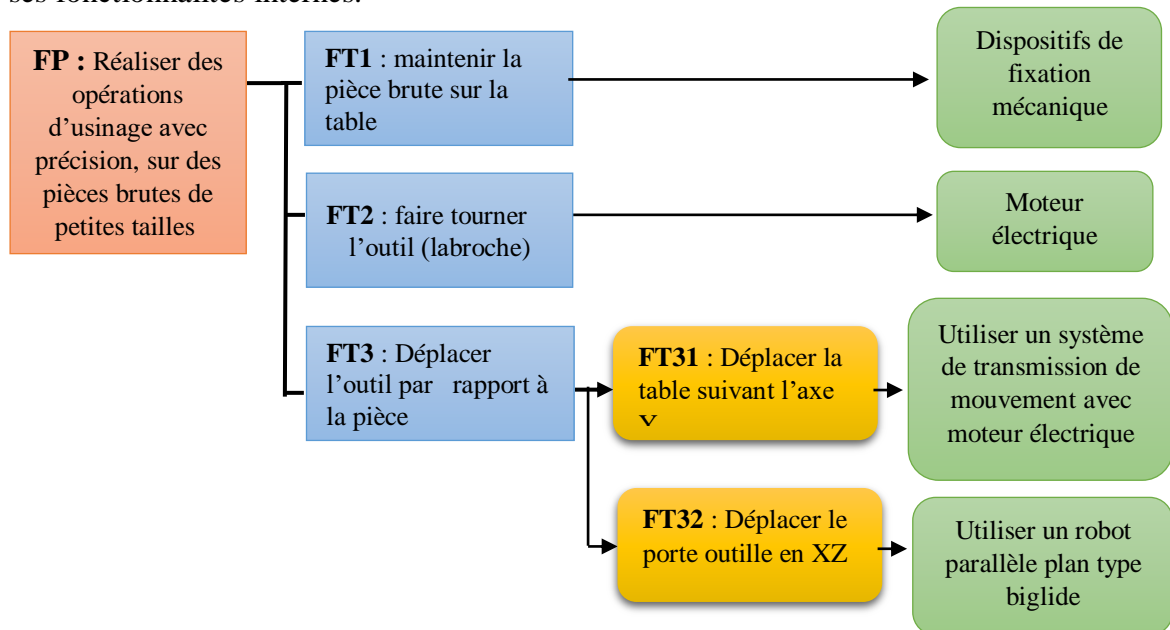 ses fonctionnalités internes.
FP : Réaliser des
opérations
d’usinage avec
précision, sur des
pièces brutes de
petites tailles
FT1 : maintenir la
pièce brute sur la
table
Dispositifs de
fixation
mécanique
FT2 : faire tourner
l’outil (labroche)
Moteur
électrique
FT3 : Déplacer
l’outil par rapport à
la pièce
FT31 : Déplacer la
table suivant l’axe
Utiliser un système
de transmission de
mouvement avec
moteur électrique
FT32 : Déplacer le
porte outille en XZ
Utiliser un robot
parallèle plan type
biglide